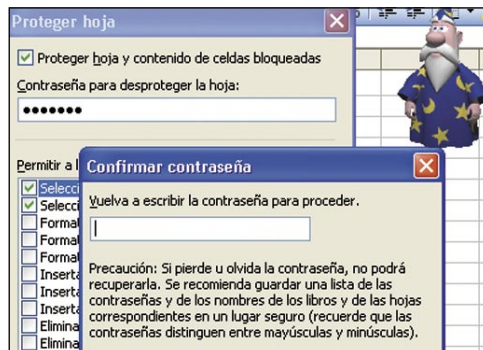 Proteger hoja
Proteger hoja y contenido de celdas bloqueadas
Contraseña para desproteger la hoja:
•••••••
Permitir a l
Confirmar contraseña
Selecci
Selecci
Format
Format
Format
Inserta
Inserta
Inserta
Elimina
Elimina
Vuelva a escribir la contraseña para proceder.
Precaución: Si pierde u olvida la contraseña, no podrá
recuperarla. Se recomienda guardar una lista de las
contraseñas y de los nombres de los libros y de las hojas
correspondientes en un lugar seguro (recuerde que las
contraseñas distinguen entre mayúsculas y minúsculas).